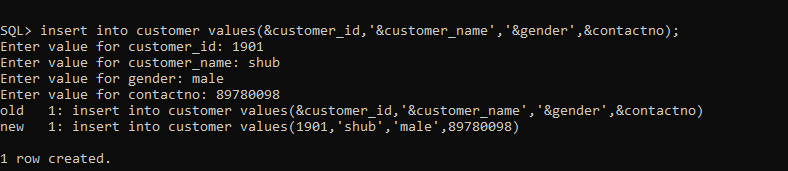 SQL> insert into customer values(&customer_id,'&customer_name','&gender',&contactno);
Enter value for customer_id: 1901
Enter value for customer_name: shub
Enter value for gender: male
Enter value for contactno: 89780098
old   1: insert into customer values(&customer_id,'&customer_name','&gender',&contactno)
new   1: insert into customer values(1901,'shub','male',89780098)
1 row created.